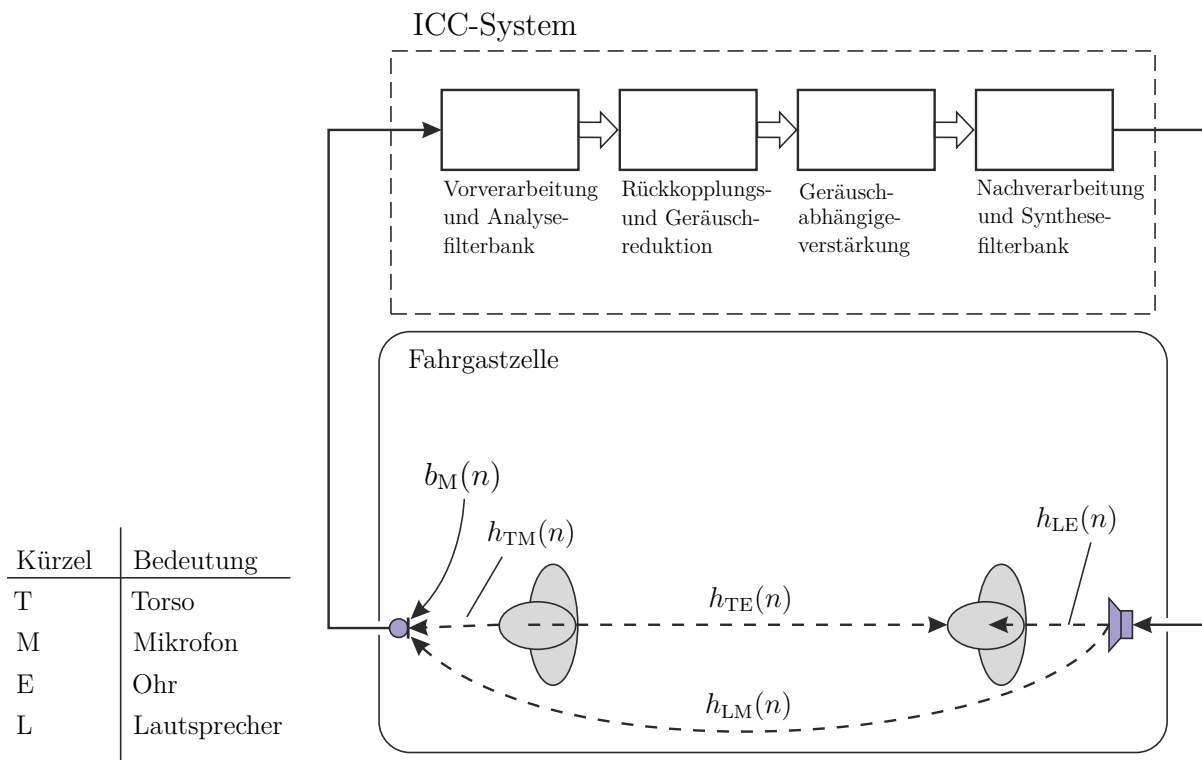 ICC-System
Vorverarbeitung
und Analyse-
filterbank
Rückkopplungs-
und Geräusch-
reduktion
Geräusch-
abhängige-
verstärkung
Nachverarbeitung
und Synthese-
filterbank
Fahrgastzelle
b_M(n)
h_TM(n)
h_TE(n)
h_LE(n)
h_LM(n)
Kürzel Bedeutung
T Torso
M Mikrofon
E Ohr
L Lautsprecher